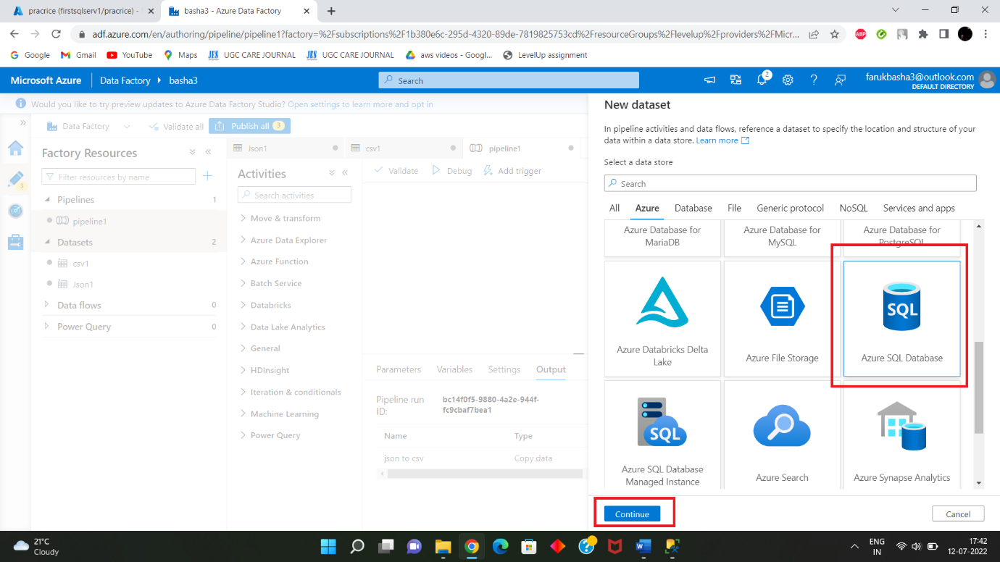 pracrice (firstsqlserv1/pracrice) -
basha3 - Azure Data Factory
adf.azure.com/en/authoring/pipeline/pipeline1?factory=%2Fsubscriptions%2F1b380e6c-295d-4320-89de-7819825753cd%2FresourceGroups%2Flevelup%2Fproviders%2FMicr...
ABP
Google
Gmail
YouTube
Maps
JES UGC CARE JOURNAL
JES UGC CARE JOURNAL
aws videos - Googl...
LevelUp assignment
Microsoft Azure
Data Factory
basha3
Search
2
farukbasha3@outlook.com
DEFAULT DIRECTORY
Would you like to try preview updates to Azure Data Factory Studio? Open settings to learn more and opt in
Data Factory
Validate all
Publish all 3
3
Factory Resources
Filter resources by name
Pipelines 1
pipeline1
Datasets 2
csv1
Json1
Data flows 0
Power Query 0
Json1
csv1
pipeline1
Activities
Search activities
Move & transform
Azure Data Explorer
Azure Function
Batch Service
Databricks
Data Lake Analytics
General
HDInsight
Iteration & conditionals
Machine Learning
Power Query
Validate
Debug
Add trigger
Parameters Variables Settings Output
Pipeline run ID:
bc14f0f5-9880-4a2e-944f-
fc9cbaf7bea1
Name Type
json to csv Copy data
New dataset
In pipeline activities and data flows, reference a dataset to specify the location and structure of your
data within a data store. Learn more
Select a data store
Search
All Azure Database File Generic protocol NoSQL Services and apps
Azure Database for
MariaDB
Azure Database for
MySQL
Azure Database for
PostgreSQL
Azure Databricks Delta
Lake
Azure File Storage
SQL
Azure SQL Database
SQL
Azure SQL Database
Managed Instance
Azure Search
Azure Synapse Analytics
Continue
Cancel
21°C
Cloudy
ENG
IN
17:42
12-07-2022